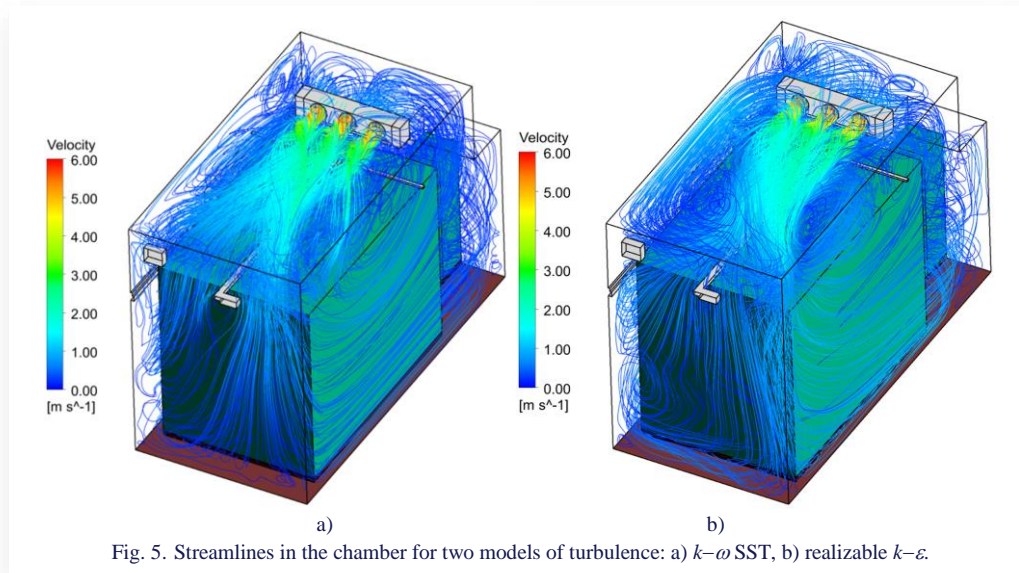 Velocity
6.00
5.00
4.00
3.00
2.00
1.00
0.00
[m s^-1]
a)
Velocity
6.00
5.00
4.00
3.00
2.00
1.00
0.00
[m s^-1]
b)
Fig. 5. Streamlines in the chamber for two models of turbulence: a) k–ω SST, b) realizable k–ε.